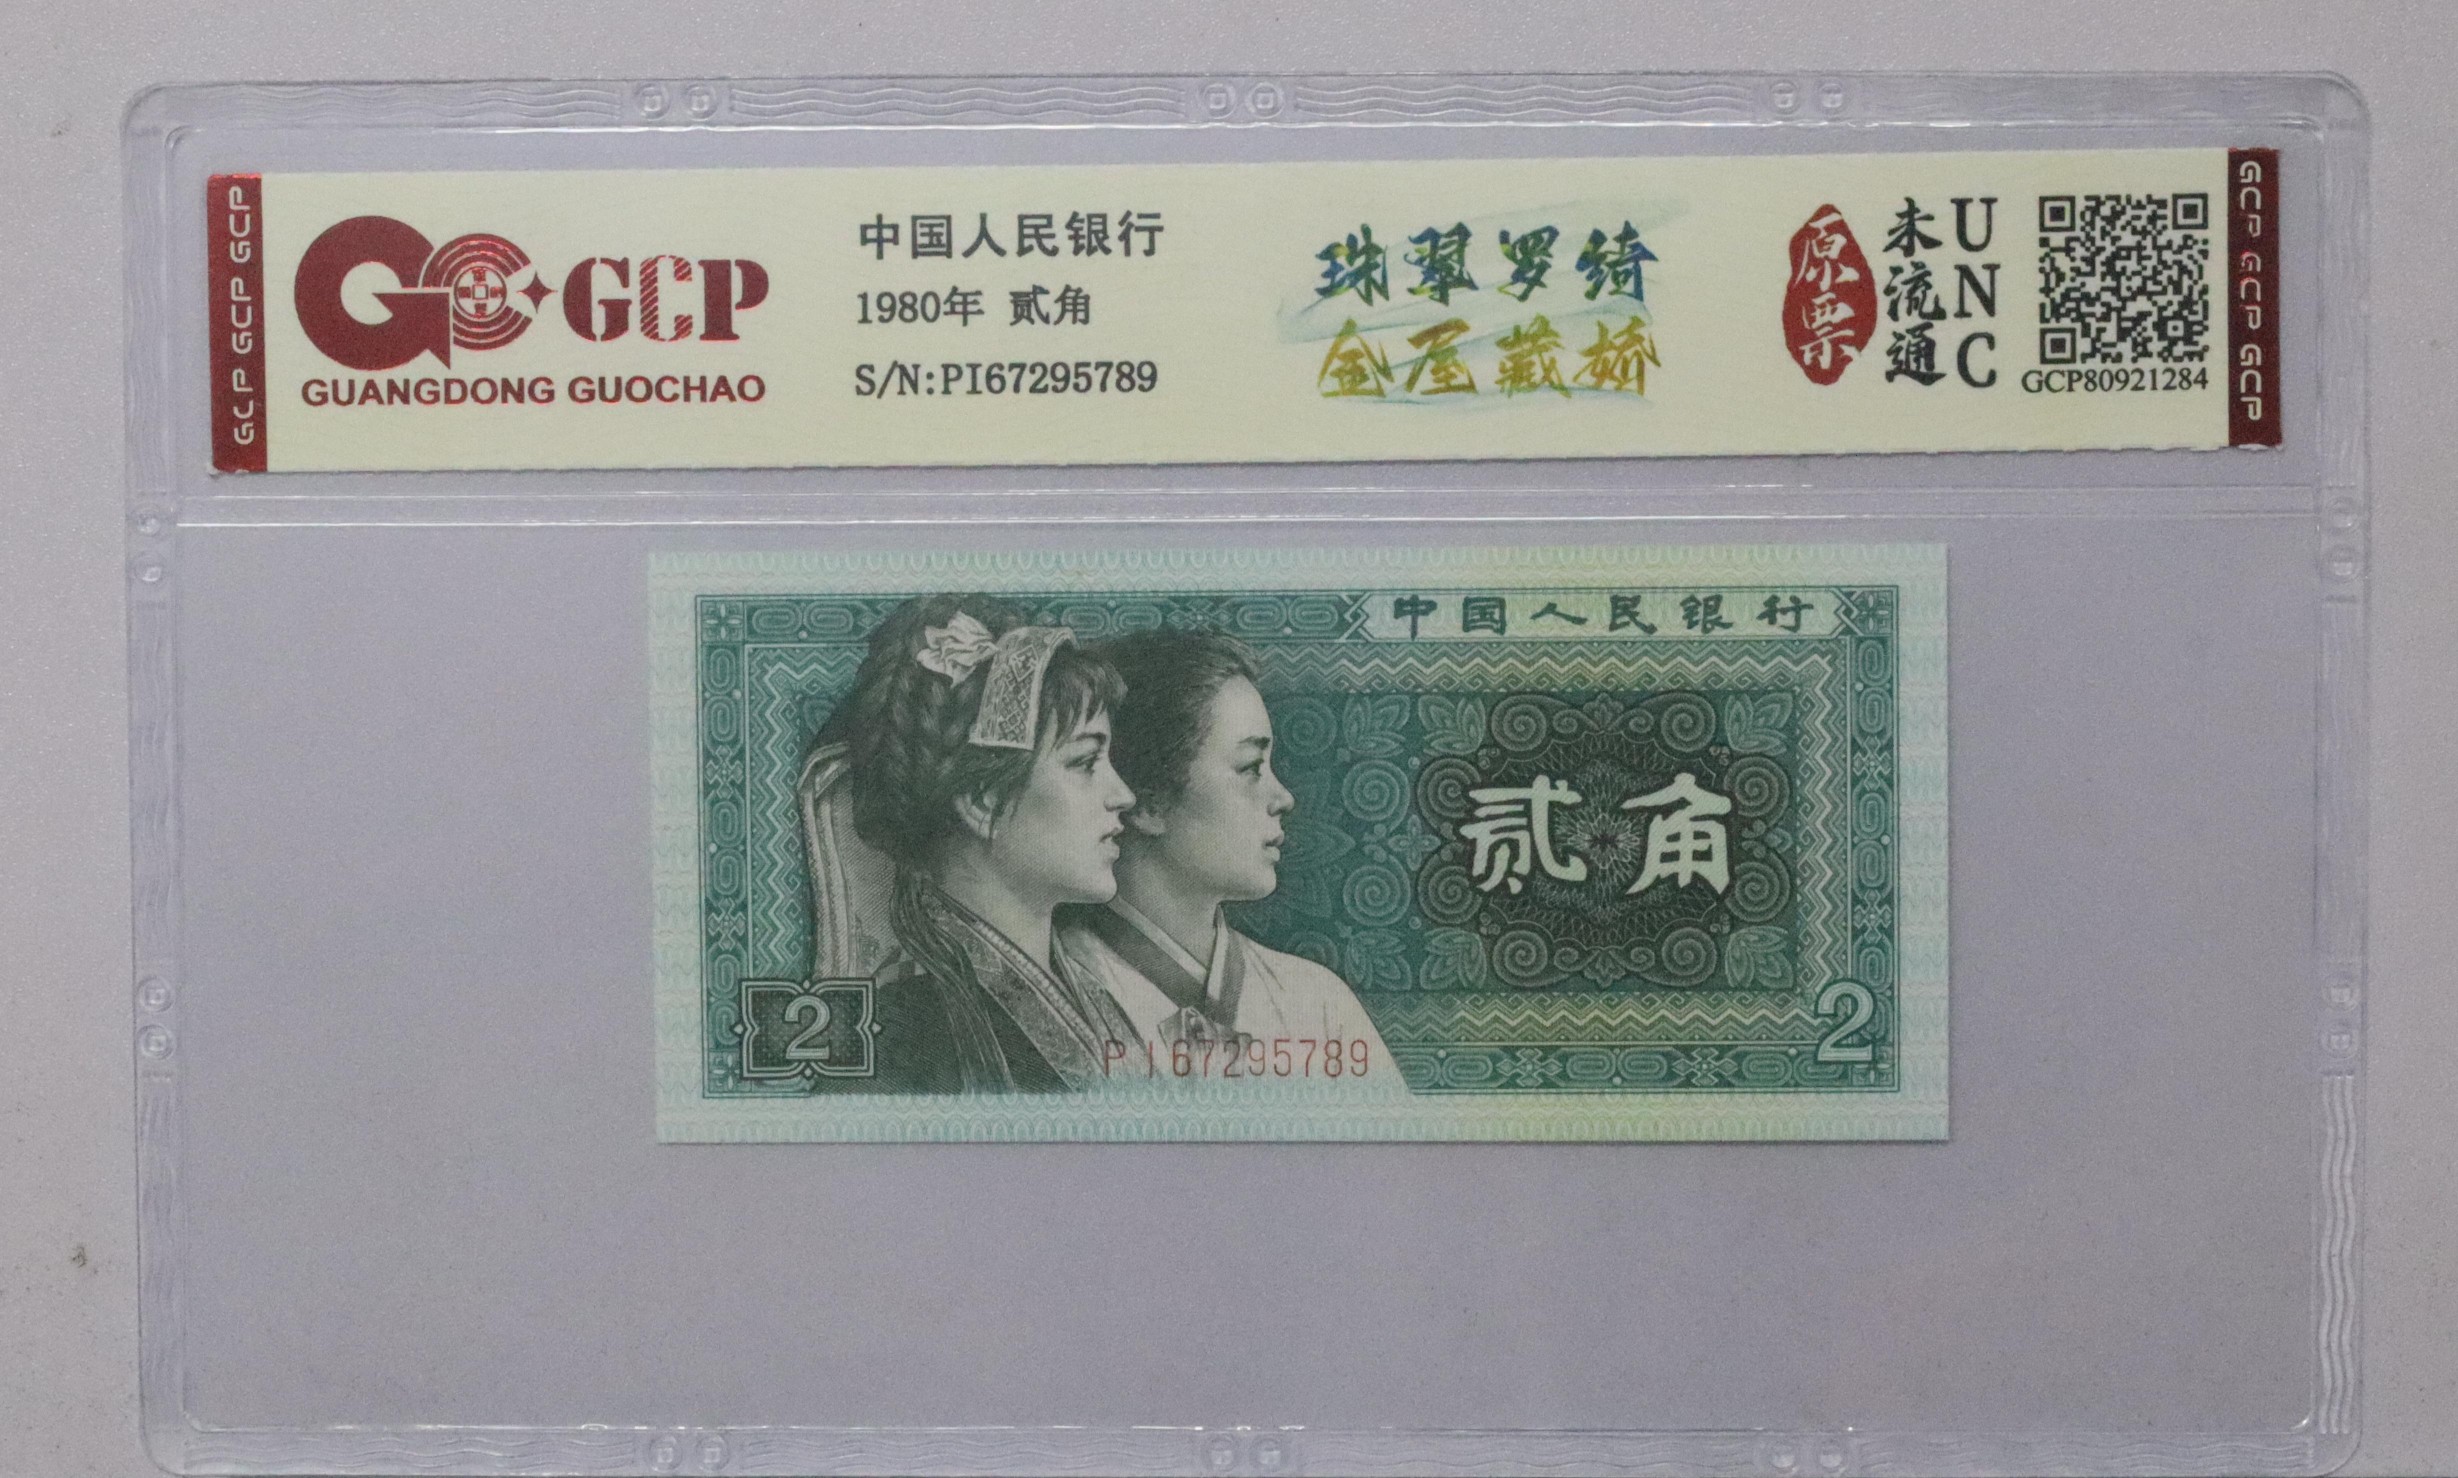 GCP GCP GCP GCP
GCP
GUANGDONG GUOCHAO
中国人民银行
1980年 贰角
S/N:PI67295789
珠翠罗绮
金屋藏娇
原票
未流通
UNC
GCP80921284
GCP GCP GCP
中国人民银行
贰角
2
2
PI67295789